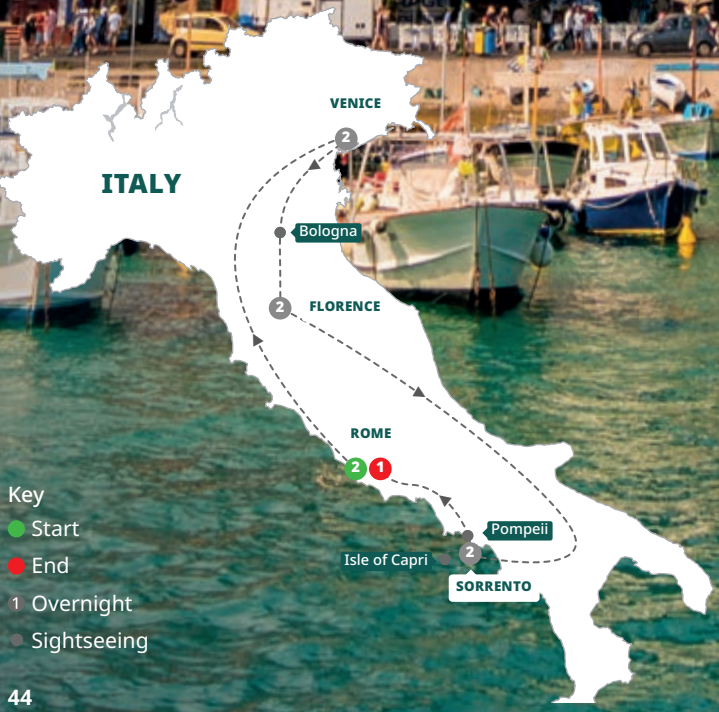 VENICE
2
ITALY
Bologna
2
FLORENCE
ROME
2 1
Key
Start
Pompeii
2
Isle of Capri
End
SORRENTO
1 Overnight
Sightseeing
44